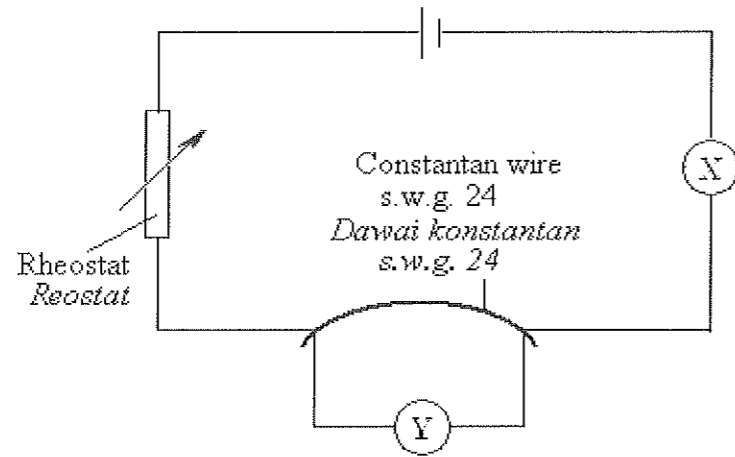 Constantan wire
s.w.g. 24
Dawai konstantan
s.w.g. 24
X
Rheostat
Reostat
Y